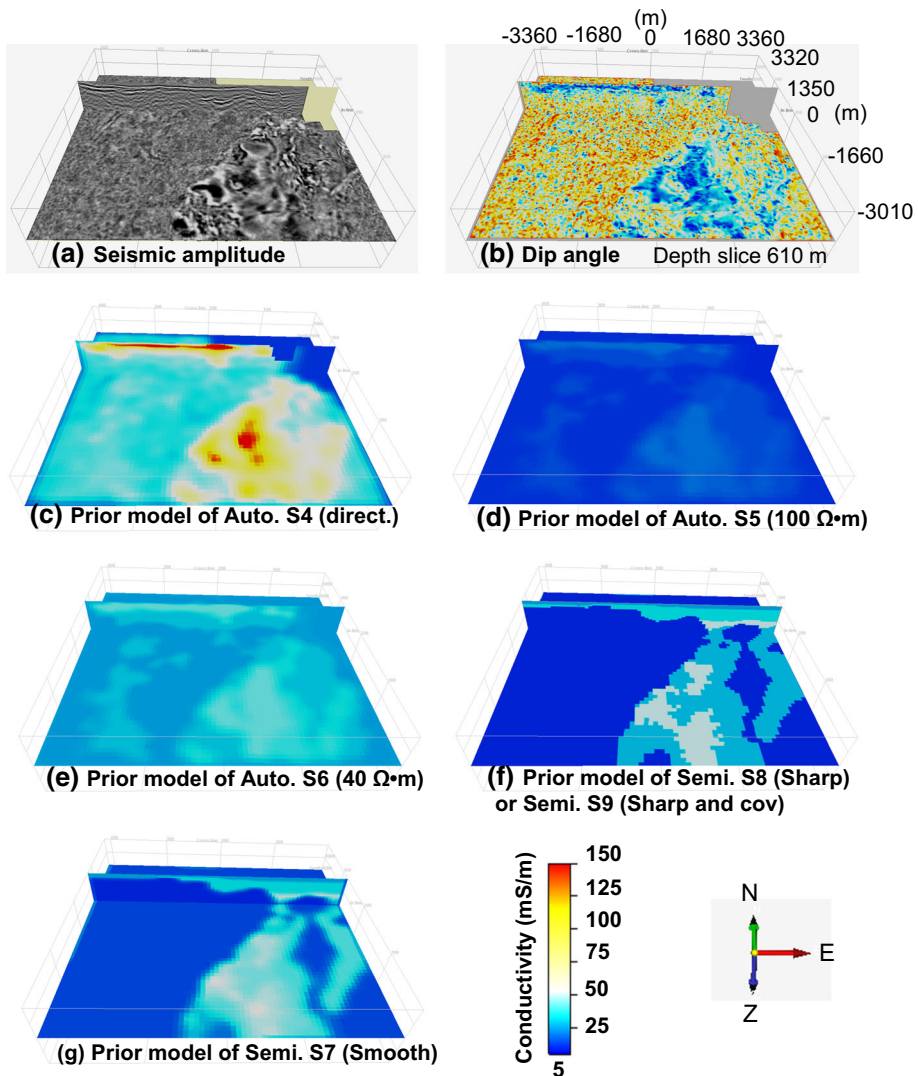 (m)
-3360 -1680 0 1680 3360
3320
1350
0 (m)
-1660
-3010
(a) Seismic amplitude
(b) Dip angle Depth slice 610 m
(c) Prior model of Auto. S4 (direct.)
(d) Prior model of Auto. S5 (100 Ω•m)
(e) Prior model of Auto. S6 (40 Ω•m)
(f) Prior model of Semi. S8 (Sharp)
or Semi. S9 (Sharp and cov)
(g) Prior model of Semi. S7 (Smooth)
Conductivity (mS/m)
150
125
100
75
50
25
5
N
E
Z